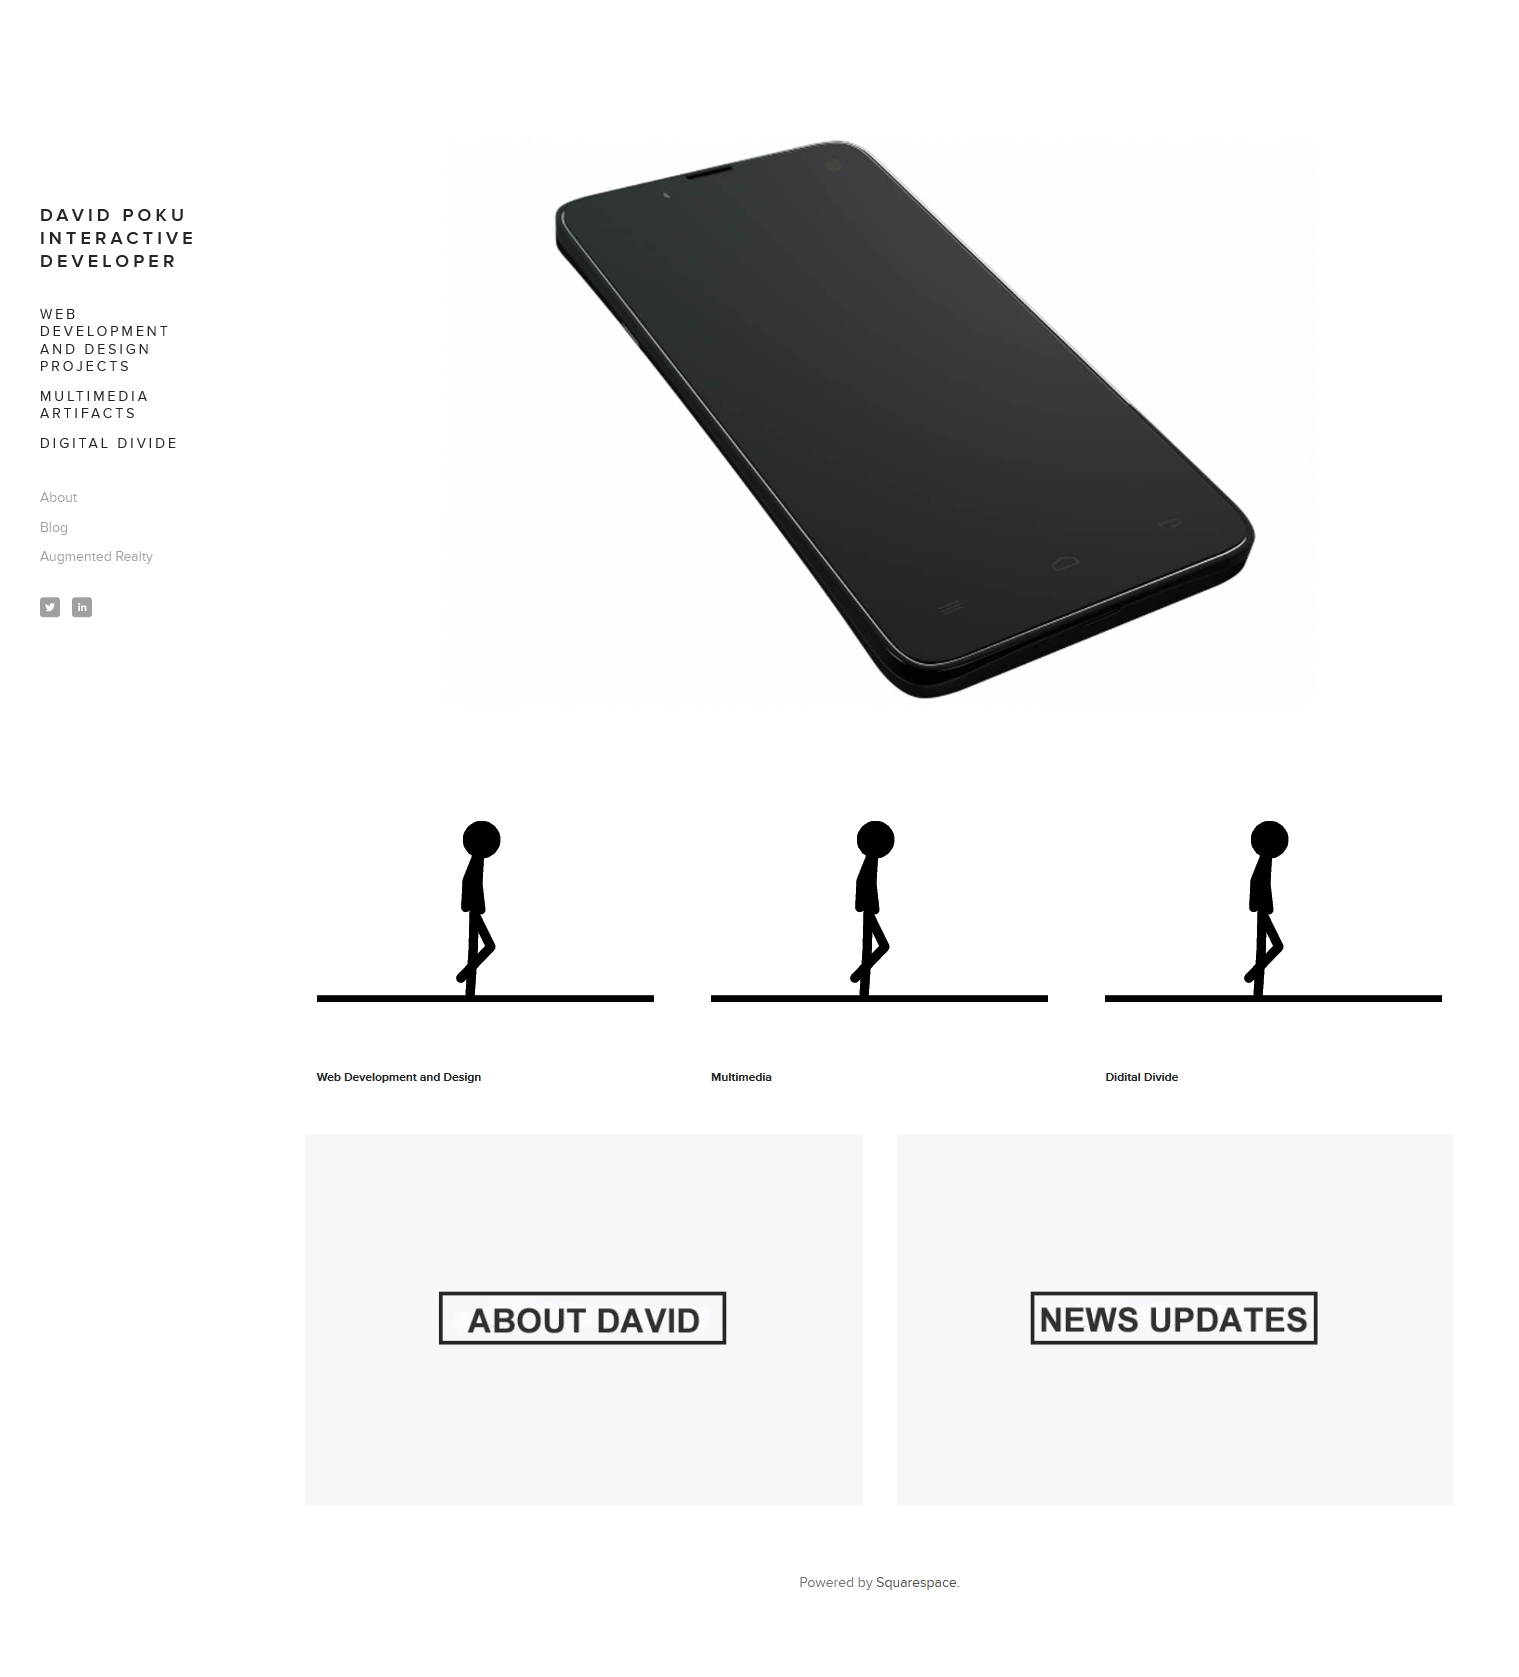 DAVID POKU
INTERACTIVE
DEVELOPER
WEB
DEVELOPMENT
AND DESIGN
PROJECTS
MULTIMEDIA
ARTIFACTS
DIGITAL DIVIDE
About
Blog
Augmented Realty
in
Web Development and Design
Multimedia
Didital Divide
ABOUT DAVID
NEWS UPDATES
Powered by Squarespace.